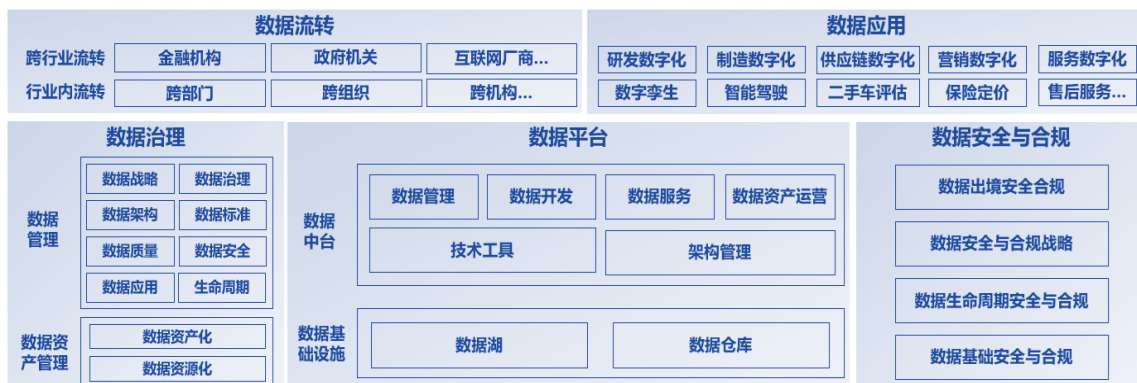 数据流转
跨行业流转 金融机构 政府机关 互联网厂商...
行业内流转 跨部门 跨组织 跨机构...
数据应用
研发数字化 制造数字化 供应链数字化 营销数字化 服务数字化
数字孪生 智能驾驶 二手车评估 保险定价 售后服务...
数据治理
数据
管理
数据战略 数据治理
数据架构 数据标准
数据质量 数据安全
数据应用 生命周期
数据资
产管理
数据资产化
数据资源化
数据平台
数据
中台
数据管理 数据开发 数据服务 数据资产运营
技术工具 架构管理
数据基
础设施
数据湖 数据仓库
数据安全与合规
数据出境安全合规
数据安全与合规战略
数据生命周期安全与合规
数据基础安全与合规